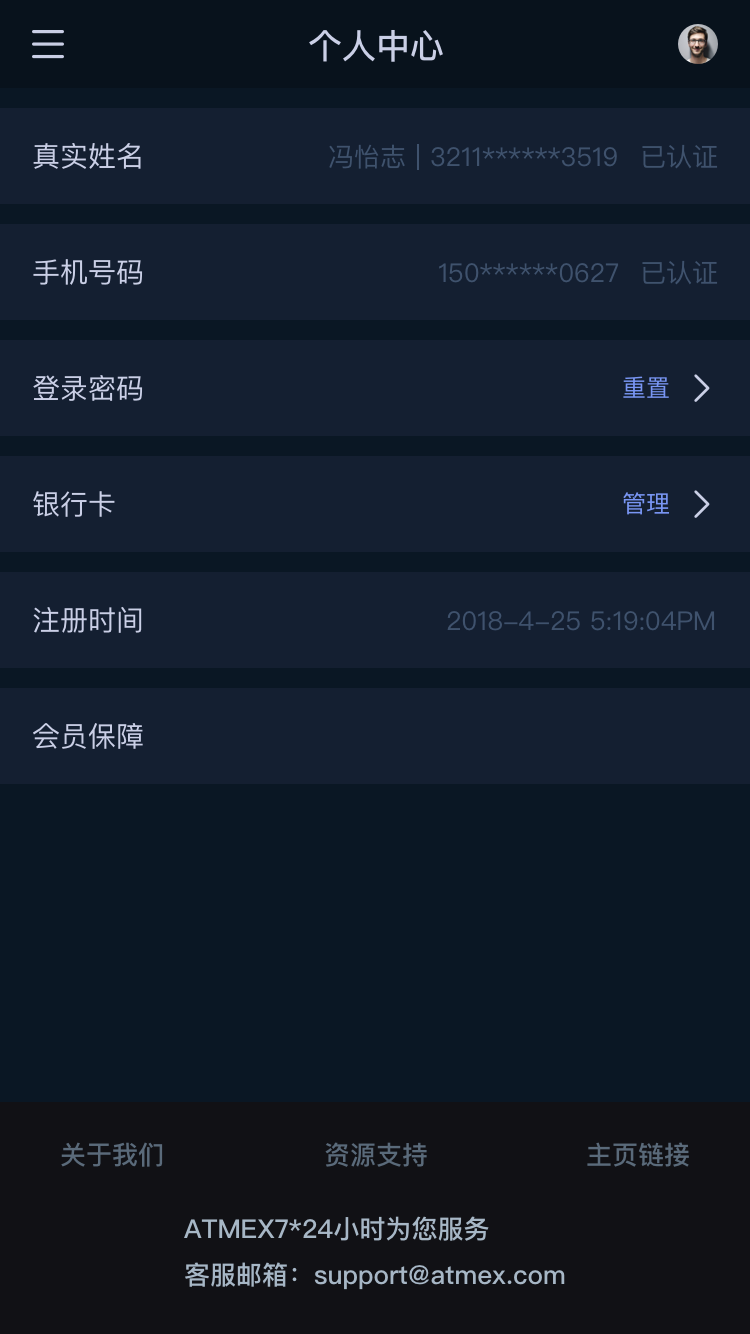 个人中心
真实姓名 冯怡志 | 3211******3519 已认证
手机号码 150******0627 已认证
登录密码 重置
银行卡 管理
注册时间 2018-4-25 5:19:04PM
会员保障
关于我们 资源支持 主页链接
ATMEX7*24小时为您服务
客服邮箱：support@atmex.com